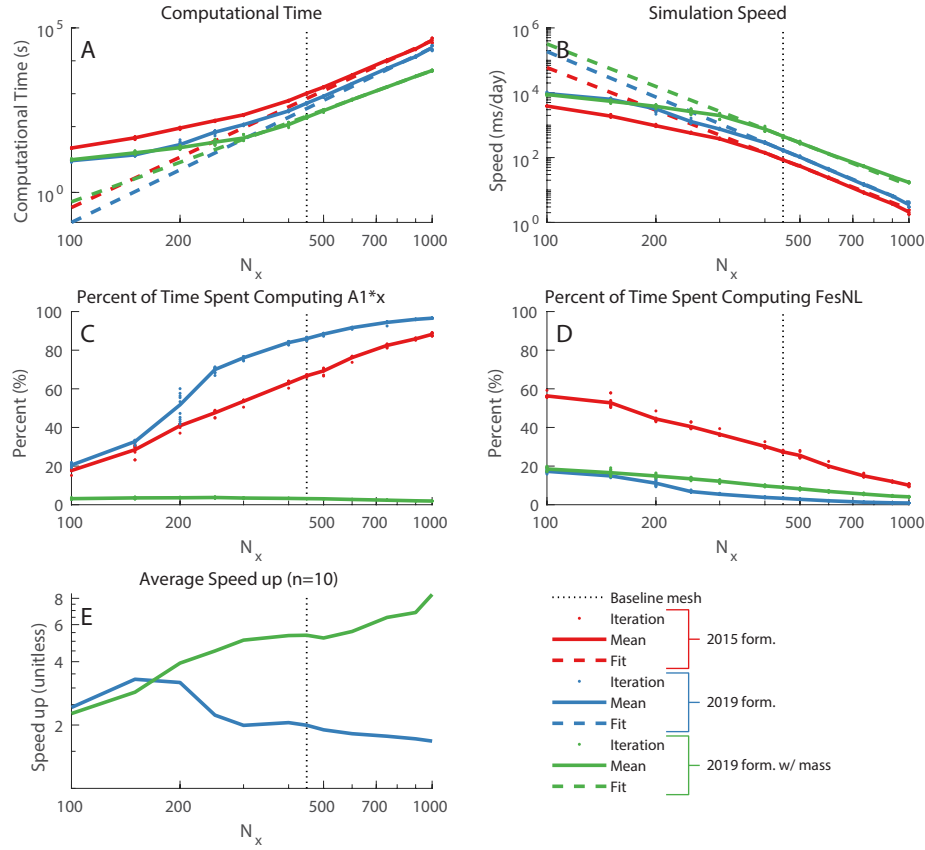 Computational Time
A
Computational Time (s)
10^5
10^0
100 200 500 700 1000
N_x
Simulation Speed
B
Speed (ms/day)
10^6
10^4
10^2
10^0
100 200 500 700 1000
N_x
Percent of Time Spent Computing A1*x
C
Percent (%)
100
80
60
40
20
0
100 200 500 700 1000
N_x
Percent of Time Spent Computing FesNL
D
Percent (%)
100
80
60
40
20
0
100 200 500 700 1000
N_x
Average Speed up (n=10)
E
Speed up (unitless)
8
6
4
2
100 200 500 700 1000
N_x
Baseline mesh
Iteration
Mean
Fit
2015 form.
Iteration
Mean
Fit
2019 form.
Iteration
Mean
Fit
2019 form. w/ mass